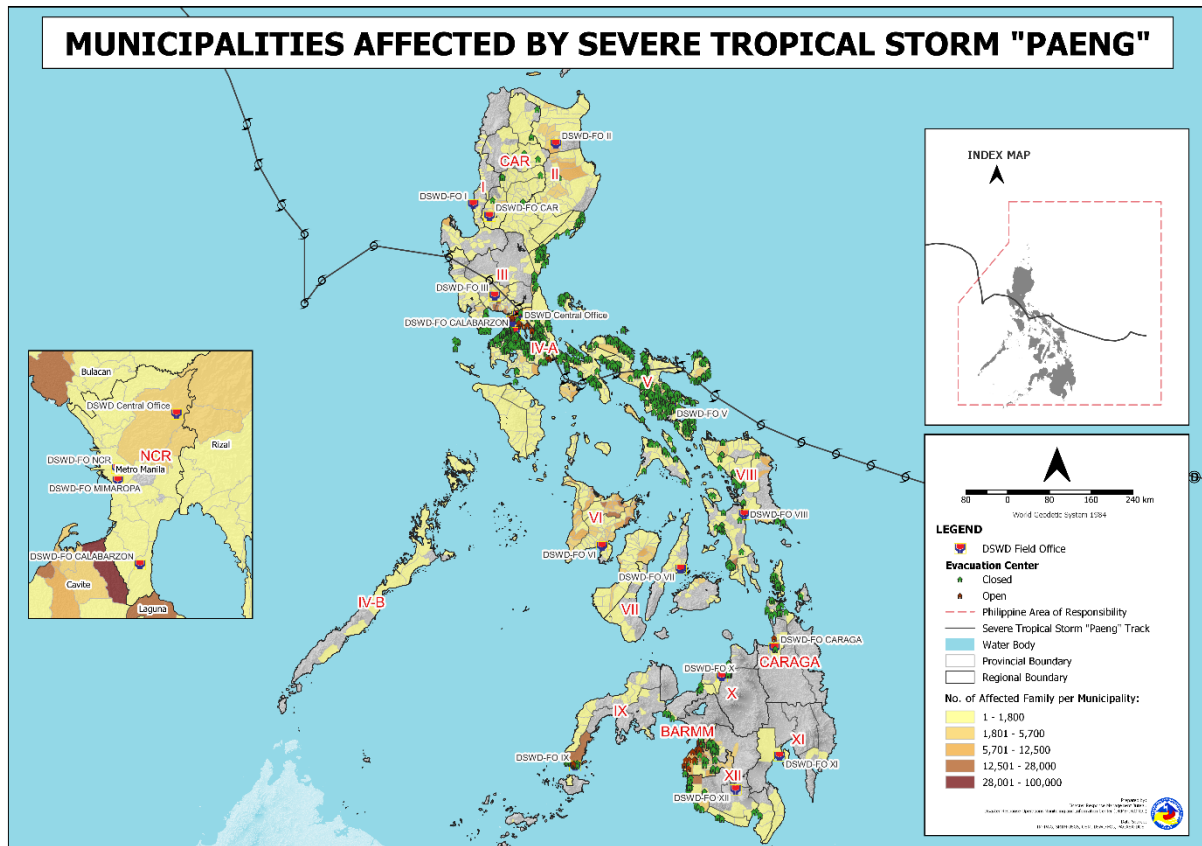 MUNICIPALITIES AFFECTED BY SEVERE TROPICAL STORM "PAENG"
DSWD-FO II
CAR
II
I
DSWD-FO I
DSWD-FO CAR
III
DSWD-FO III
DSWD Central Office
DSWD-FO CALABARZON
IV-A
V
DSWD-FO V
VIII
DSWD-FO VIII
VI
DSWD-FO VI
DSWD-FO VII
VII
IV-B
DSWD-FO CARAGA
CARAGA
DSWD-FO X
X
IX
BARMM
XI
DSWD-FO IX
DSWD-FO XI
XII
DSWD-FO XII
Bulacan
DSWD Central Office
NCR
Rizal
DSWD-FO NCR
Metro Manila
DSWD-FO MIMAROPA
DSWD-FO CALABARZON
Cavite
Laguna
INDEX MAP
80 0 80 160 240 km
World Geodetic System 1984
LEGEND
DSWD Field Office
Evacuation Center
Closed
Open
Philippine Area of Responsibility
Severe Tropical Storm "Paeng" Track
Water Body
Provincial Boundary
Regional Boundary
No. of Affected Family per Municipality:
1 - 1,800
1,801 - 5,700
5,701 - 12,500
12,501 - 28,000
28,001 - 100,000
Prepared by: